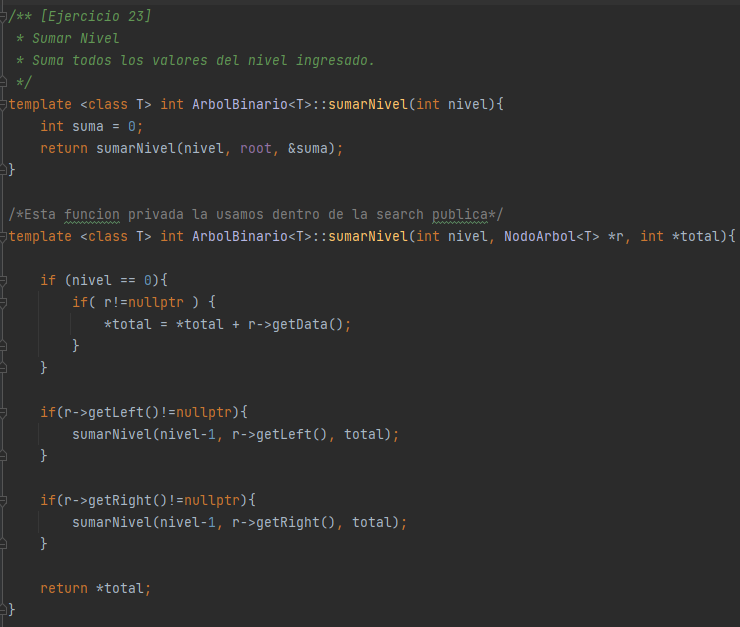 /** [Ejercicio 23]
 * Sumar Nivel
 * Suma todos los valores del nivel ingresado.
 */
template <class T> int ArbolBinario<T>::sumarNivel(int nivel){
    int suma = 0;
    return sumarNivel(nivel, root, &suma);
}

/*Esta funcion privada la usamos dentro de la search publica*/
template <class T> int ArbolBinario<T>::sumarNivel(int nivel, NodoArbol<T> *r, int *total){

    if (nivel == 0){
        if( r!=nullptr ) {
            *total = *total + r->getData();
        }
    }

    if(r->getLeft()!=nullptr){
        sumarNivel(nivel-1, r->getLeft(), total);
    }

    if(r->getRight()!=nullptr){
        sumarNivel(nivel-1, r->getRight(), total);
    }

    return *total;
}